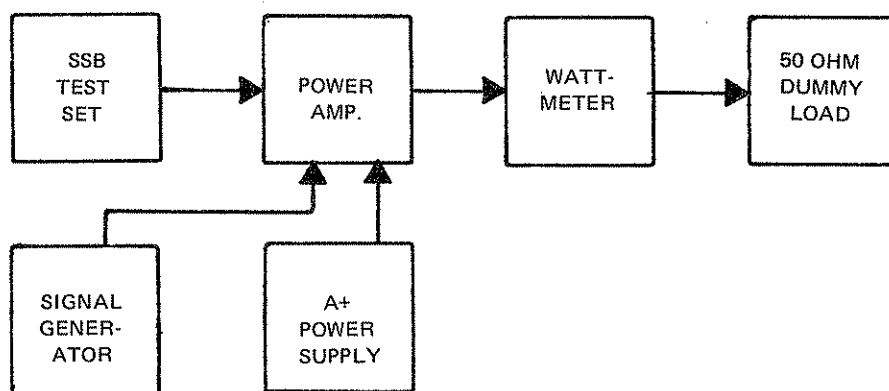 SSB
TEST
SET
POWER
AMP.
WATT-
METER
50 OHM
DUMMY
LOAD
SIGNAL
GENER-
ATOR
A+
POWER
SUPPLY